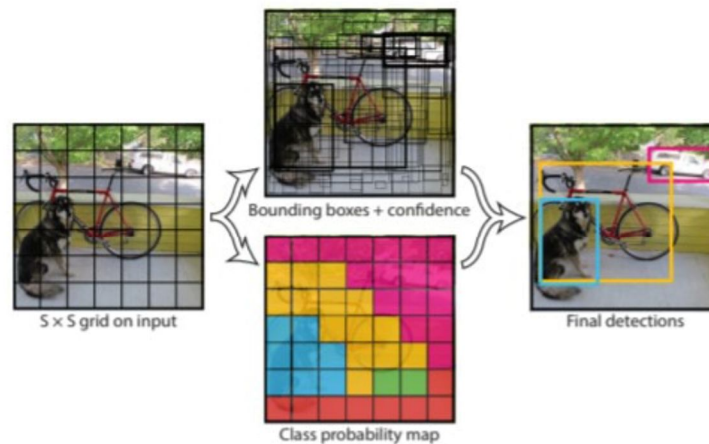 Bounding boxes + confidence
S × S grid on input
Final detections
Class probability map